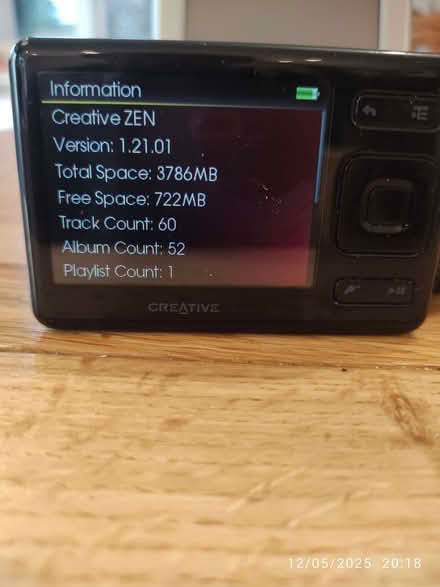 Information
Creative ZEN
Version: 1.21.01
Total Space: 3786MB
Free Space: 722MB
Track Count: 60
Album Count: 52
Playlist Count: 1
CREATIVE
12/05/2025 20:18